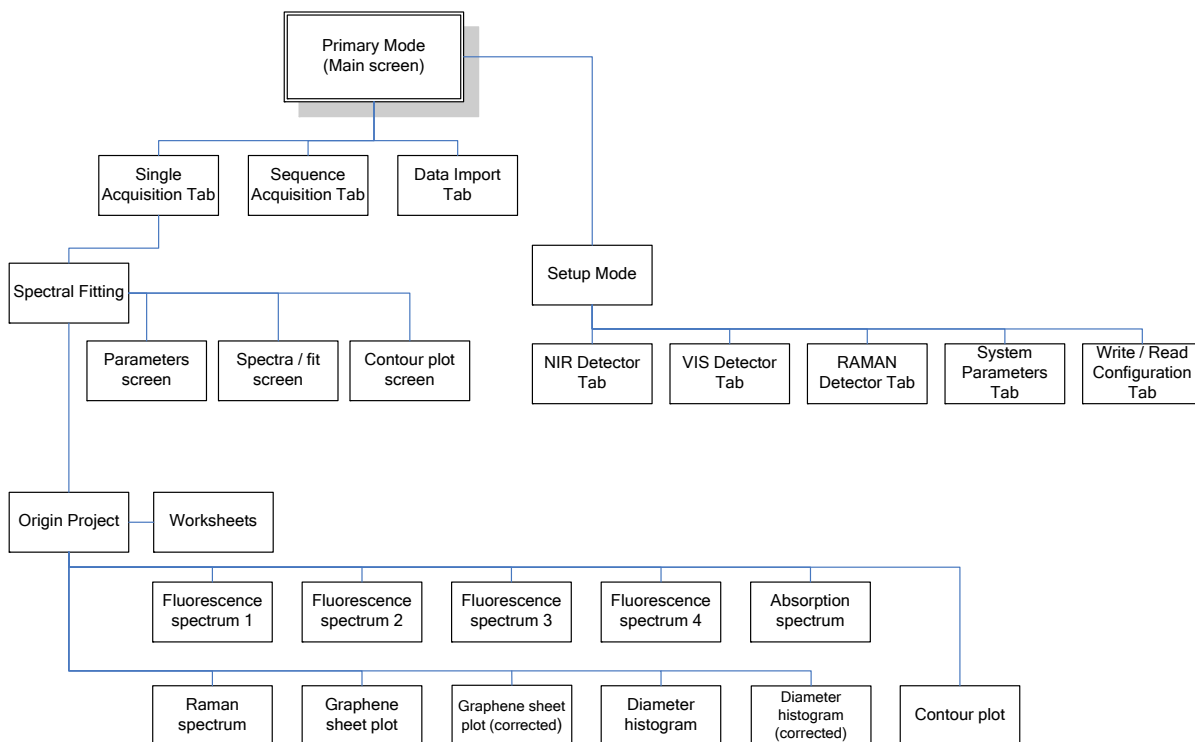 Primary Mode
(Main screen)
Single
Acquisition Tab
Sequence
Acquisition Tab
Data Import
Tab
Spectral Fitting
Setup Mode
Parameters
screen
Spectra / fit
screen
Contour plot
screen
NIR Detector
Tab
VIS Detector
Tab
RAMAN
Detector Tab
System
Parameters
Tab
Write / Read
Configuration
Tab
Origin Project
Worksheets
Fluorescence
spectrum 1
Fluorescence
spectrum 2
Fluorescence
spectrum 3
Fluorescence
spectrum 4
Absorption
spectrum
Raman
spectrum
Graphene
sheet plot
Graphene sheet
plot (corrected)
Diameter
histogram
Diameter
histogram
(corrected)
Contour plot